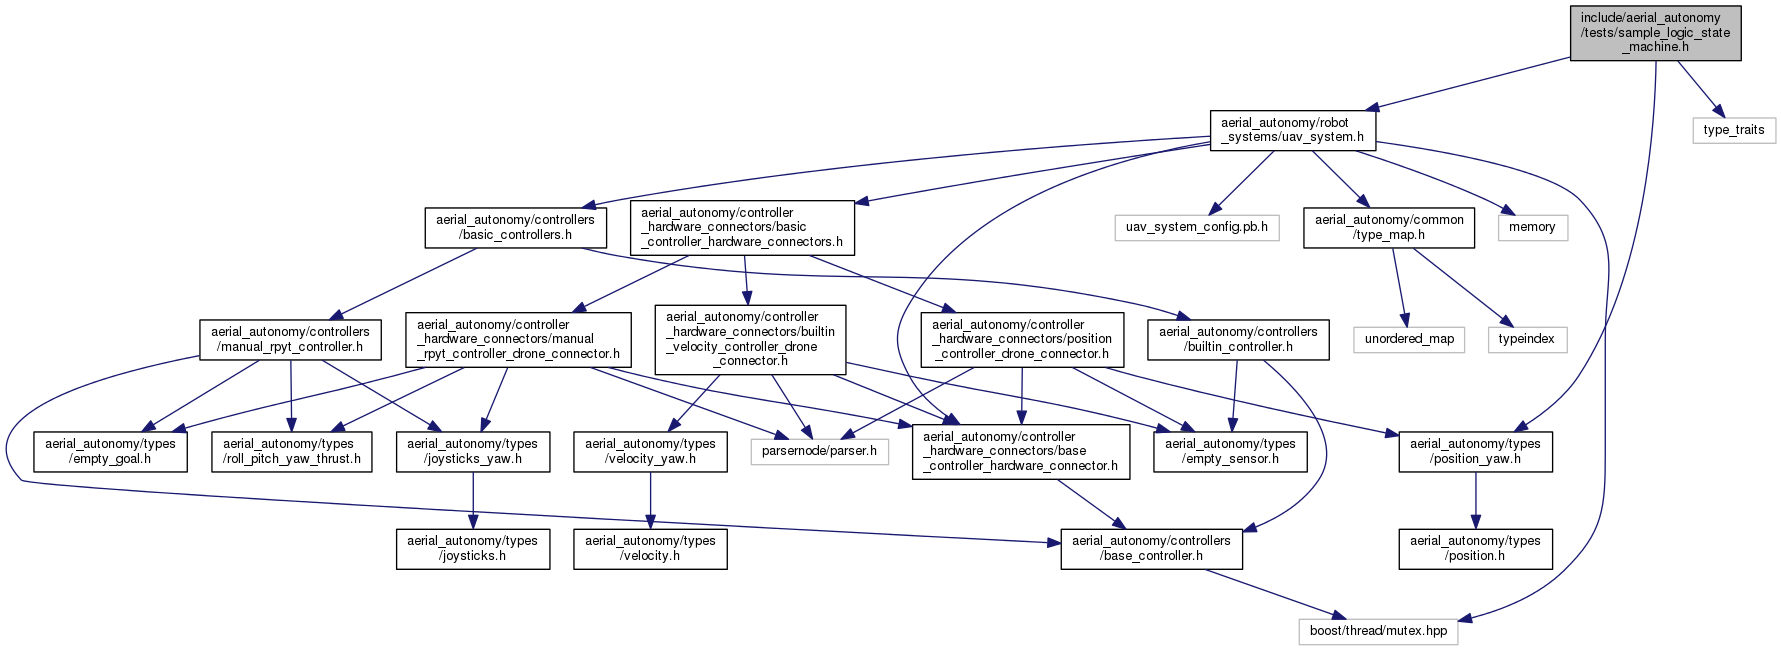 include/aerial_autonomy
/tests/sample_logic_state
_machine.h
aerial_autonomy/robot
_systems/uav_system.h
type_traits
aerial_autonomy/controllers
/basic_controllers.h
aerial_autonomy/controller
_hardware_connectors/basic
_controller_hardware_connectors.h
uav_system_config.pb.h
aerial_autonomy/common
/type_map.h
memory
aerial_autonomy/controllers
/manual_rpyt_controller.h
aerial_autonomy/controller
_hardware_connectors/manual
_rpyt_controller_drone_connector.h
aerial_autonomy/controller
_hardware_connectors/builtin
_velocity_controller_drone
_connector.h
aerial_autonomy/controller
_hardware_connectors/position
_controller_drone_connector.h
aerial_autonomy/controllers
/builtin_controller.h
unordered_map
typeindex
aerial_autonomy/types
/empty_goal.h
aerial_autonomy/types
/roll_pitch_yaw_thrust.h
aerial_autonomy/types
/joysticks_yaw.h
aerial_autonomy/types
/velocity_yaw.h
parsernode/parser.h
aerial_autonomy/controller
_hardware_connectors/base
_controller_hardware_connector.h
aerial_autonomy/types
/empty_sensor.h
aerial_autonomy/types
/position_yaw.h
aerial_autonomy/types
/joysticks.h
aerial_autonomy/types
/velocity.h
aerial_autonomy/controllers
/base_controller.h
aerial_autonomy/types
/position.h
boost/thread/mutex.hpp